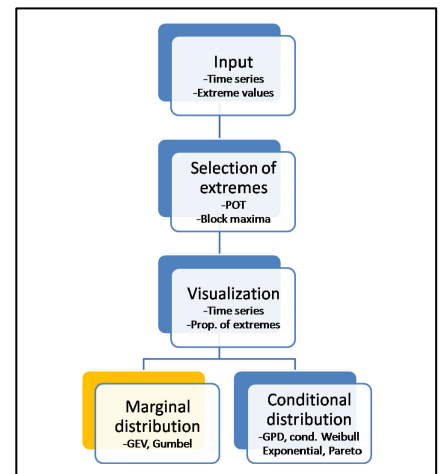 Input
-Time series
-Extreme values
Selection of
extremes
-POT
-Block maxima
Visualization
-Time series
-Prop. of extremes
Marginal
distribution
-GEV, Gumbel
Conditional
distribution
-GPD, cond. Weibull
Exponential, Pareto